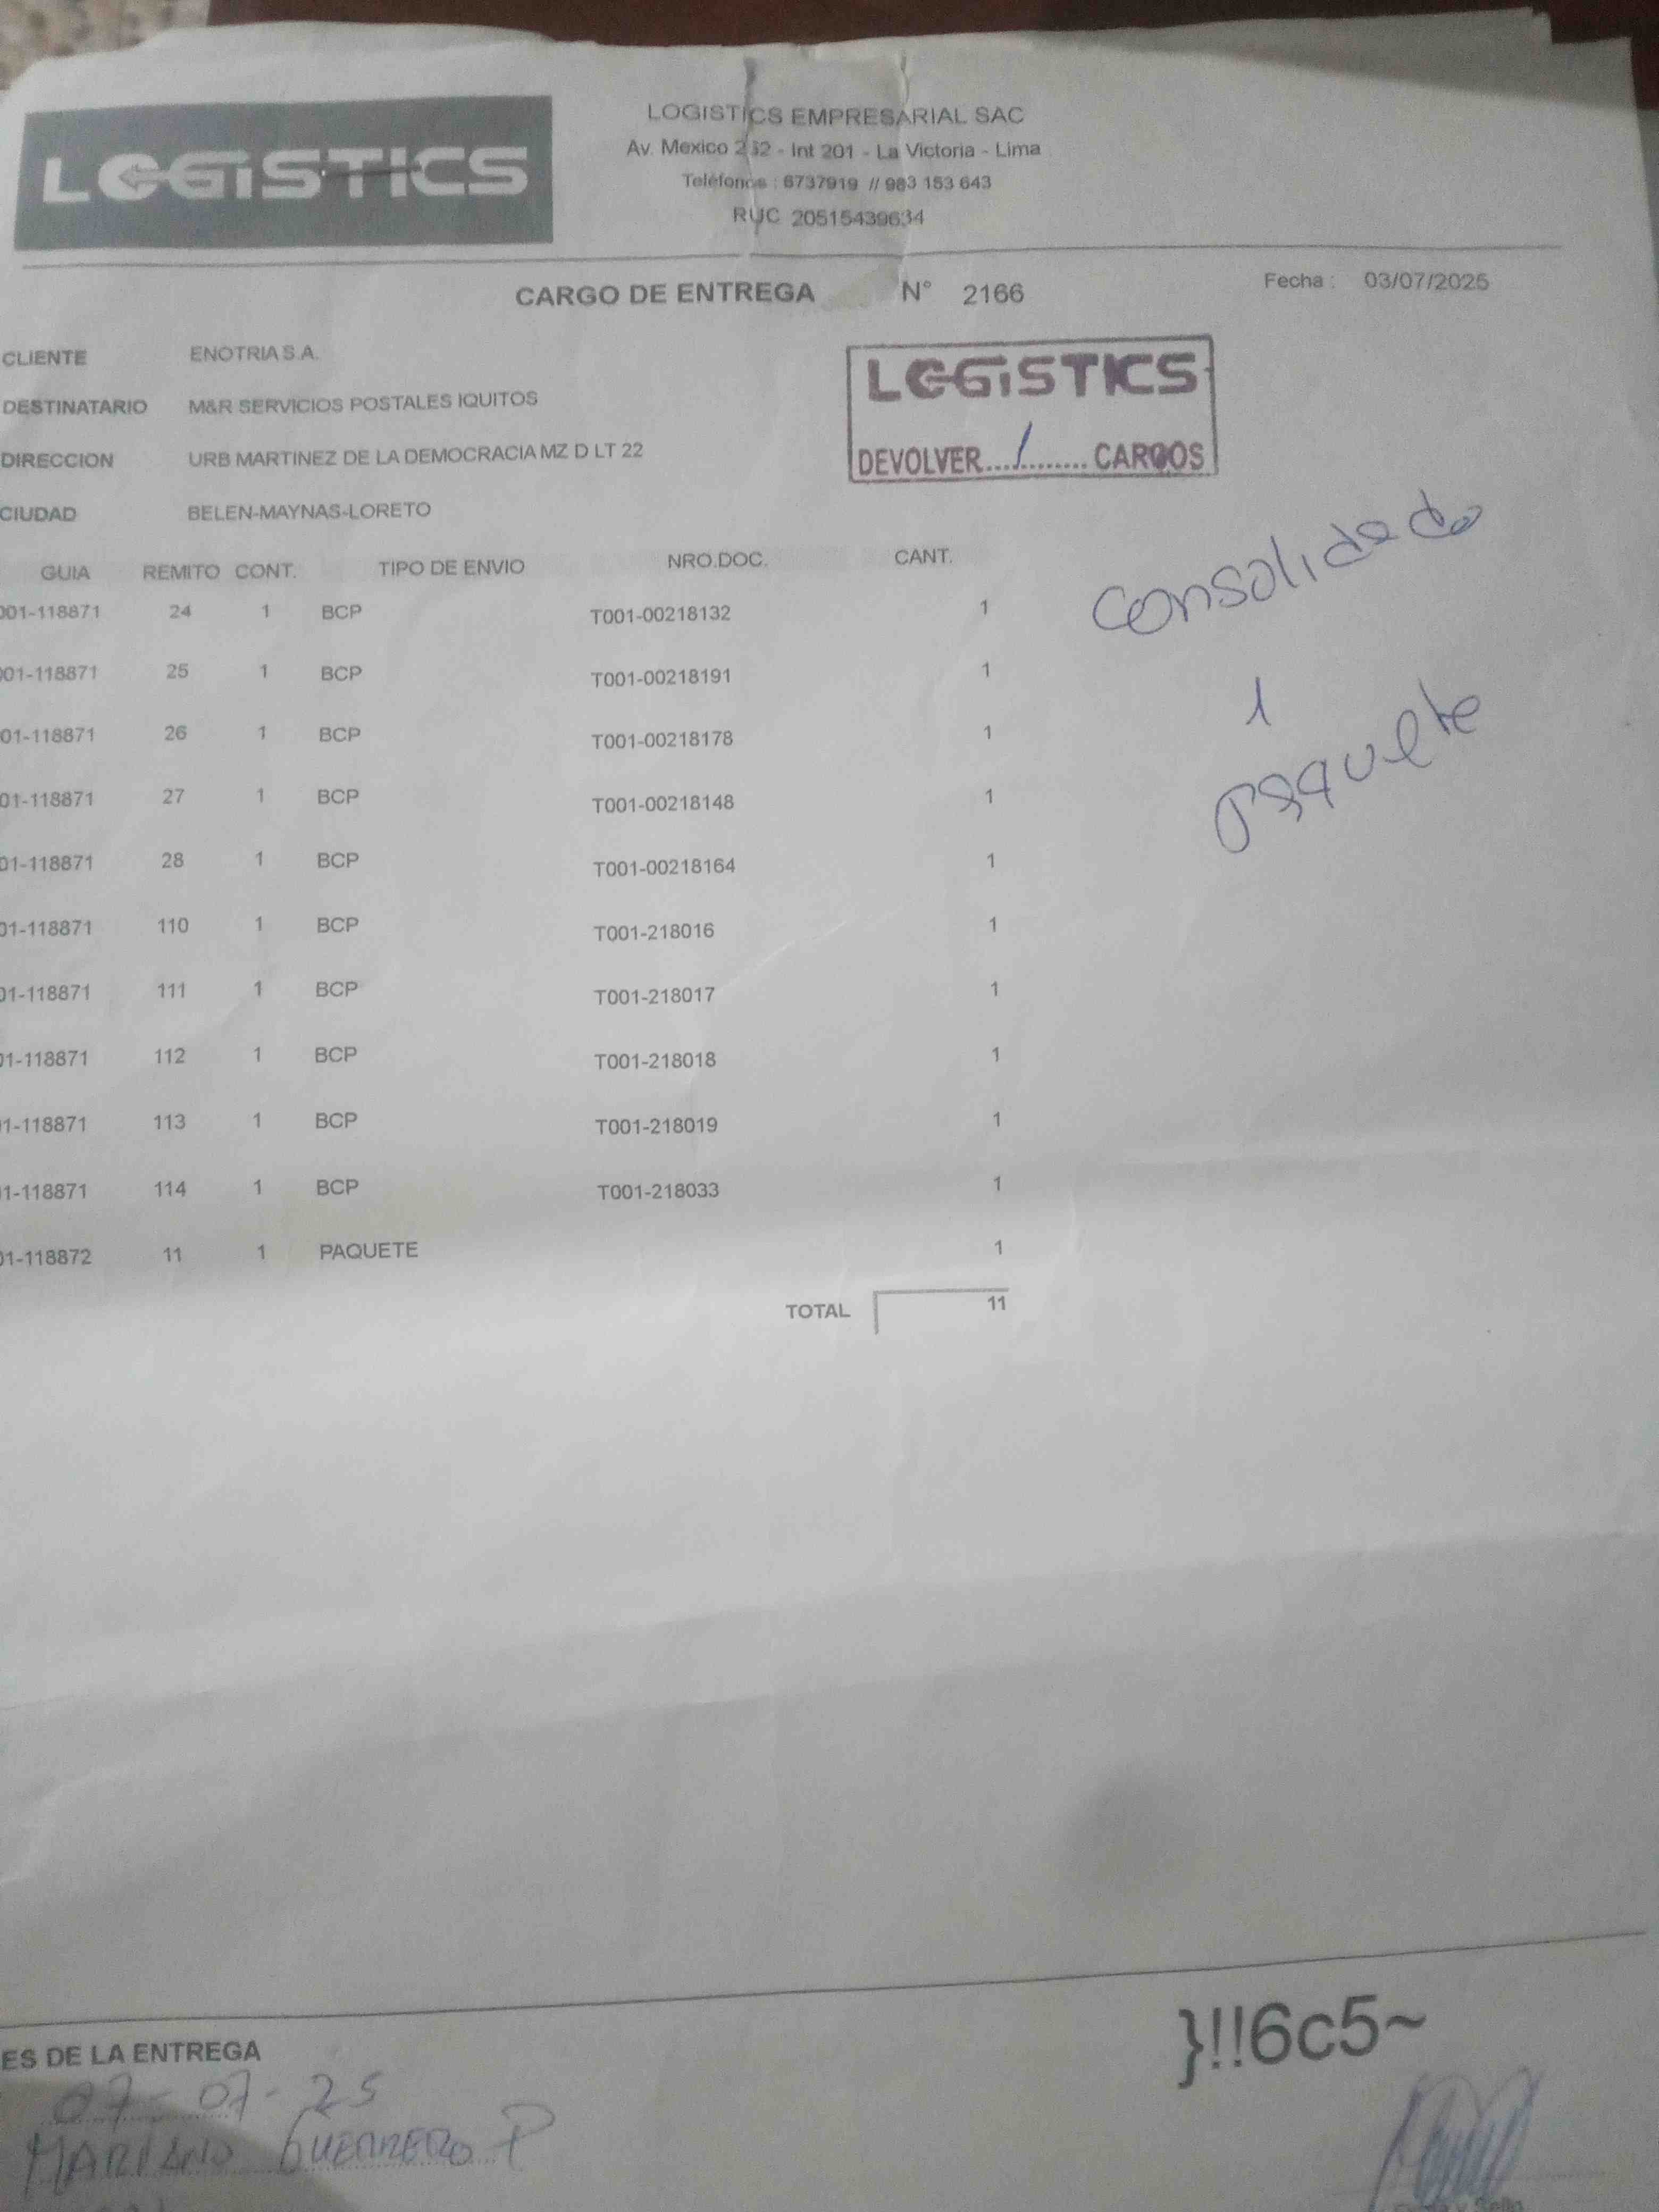 LOGISTICS
LOGISTICS EMPRESARIAL SAC
Av. Mexico 2 52 - Int 201 - La Victoria - Lima
Teléfonos : 6737919 // 983 153 643
RUC 20515439634
CARGO DE ENTREGA N° 2166
Fecha : 03/07/2025
CLIENTE ENOTRIA S.A.
DESTINATARIO M&R SERVICIOS POSTALES IQUITOS
DIRECCION URB MARTINEZ DE LA DEMOCRACIA MZ D LT 22
CIUDAD BELEN-MAYNAS-LORETO
LOGISTICS
DEVOLVER....1.......... CARGOS
Consolidado
1
paquete
GUIA REMITO CONT. TIPO DE ENVIO NRO.DOC. CANT.
001-118871 24 1 BCP T001-00218132 1
001-118871 25 1 BCP T001-00218191 1
01-118871 26 1 BCP T001-00218178 1
01-118871 27 1 BCP T001-00218148 1
01-118871 28 1 BCP T001-00218164 1
01-118871 110 1 BCP T001-218016 1
01-118871 111 1 BCP T001-218017 1
01-118871 112 1 BCP T001-218018 1
1-118871 113 1 BCP T001-218019 1
1-118871 114 1 BCP T001-218033 1
01-118872 11 1 PAQUETE 1
TOTAL 11
ES DE LA ENTREGA
}!!6c5~
07-07-25
MARIANO GUERRERO P